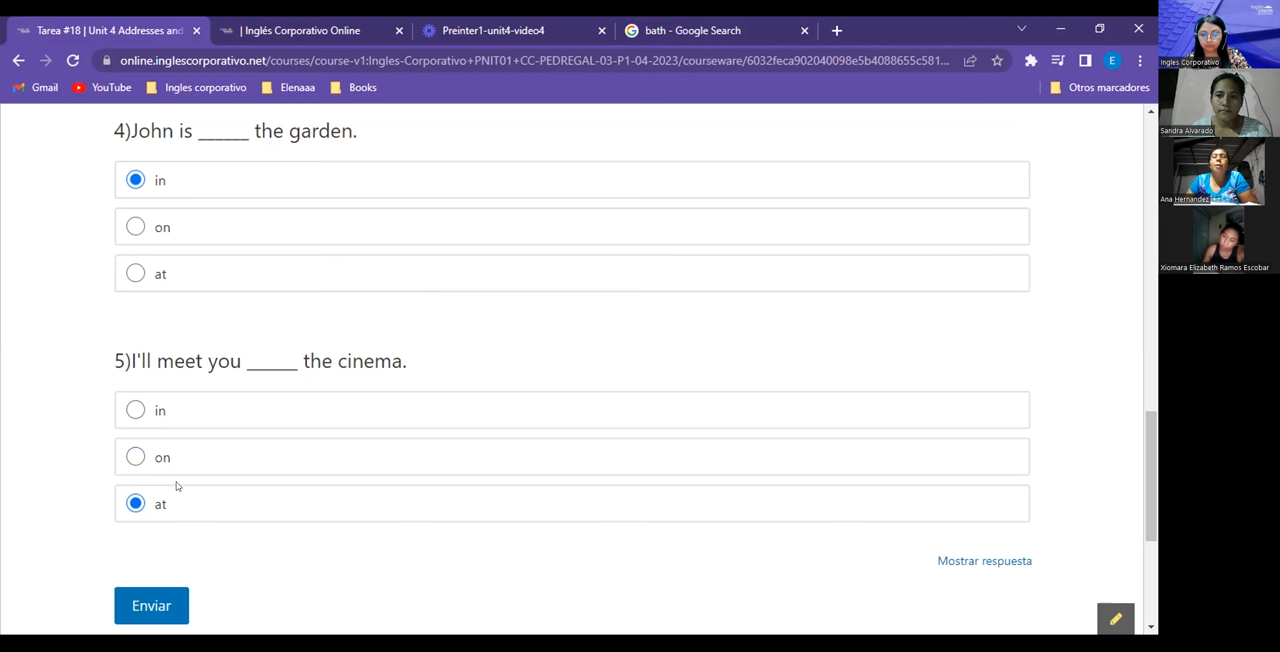 Tarea #18 | Unit 4 Addresses and
| Inglés Corporativo Online
Preinter1-unit4-video4
bath - Google Search
online.inglescorporativo.net/courses/course-v1:Ingles-Corporativo+PNIT01+CC-PEDREGAL-03-P1-04-2023/courseware/6032feca902040098e5b4088655c581...
E
Gmail
YouTube
Ingles corporativo
Elenaaa
Books
Otros marcadores
4)John is ______ the garden.
in
on
at
5)I'll meet you ______ the cinema.
in
on
at
Mostrar respuesta
Enviar
Ingles Corporativo
Sandra Alvarado
Ana Hernandez
Xiomara Elizabeth Ramos Escobar